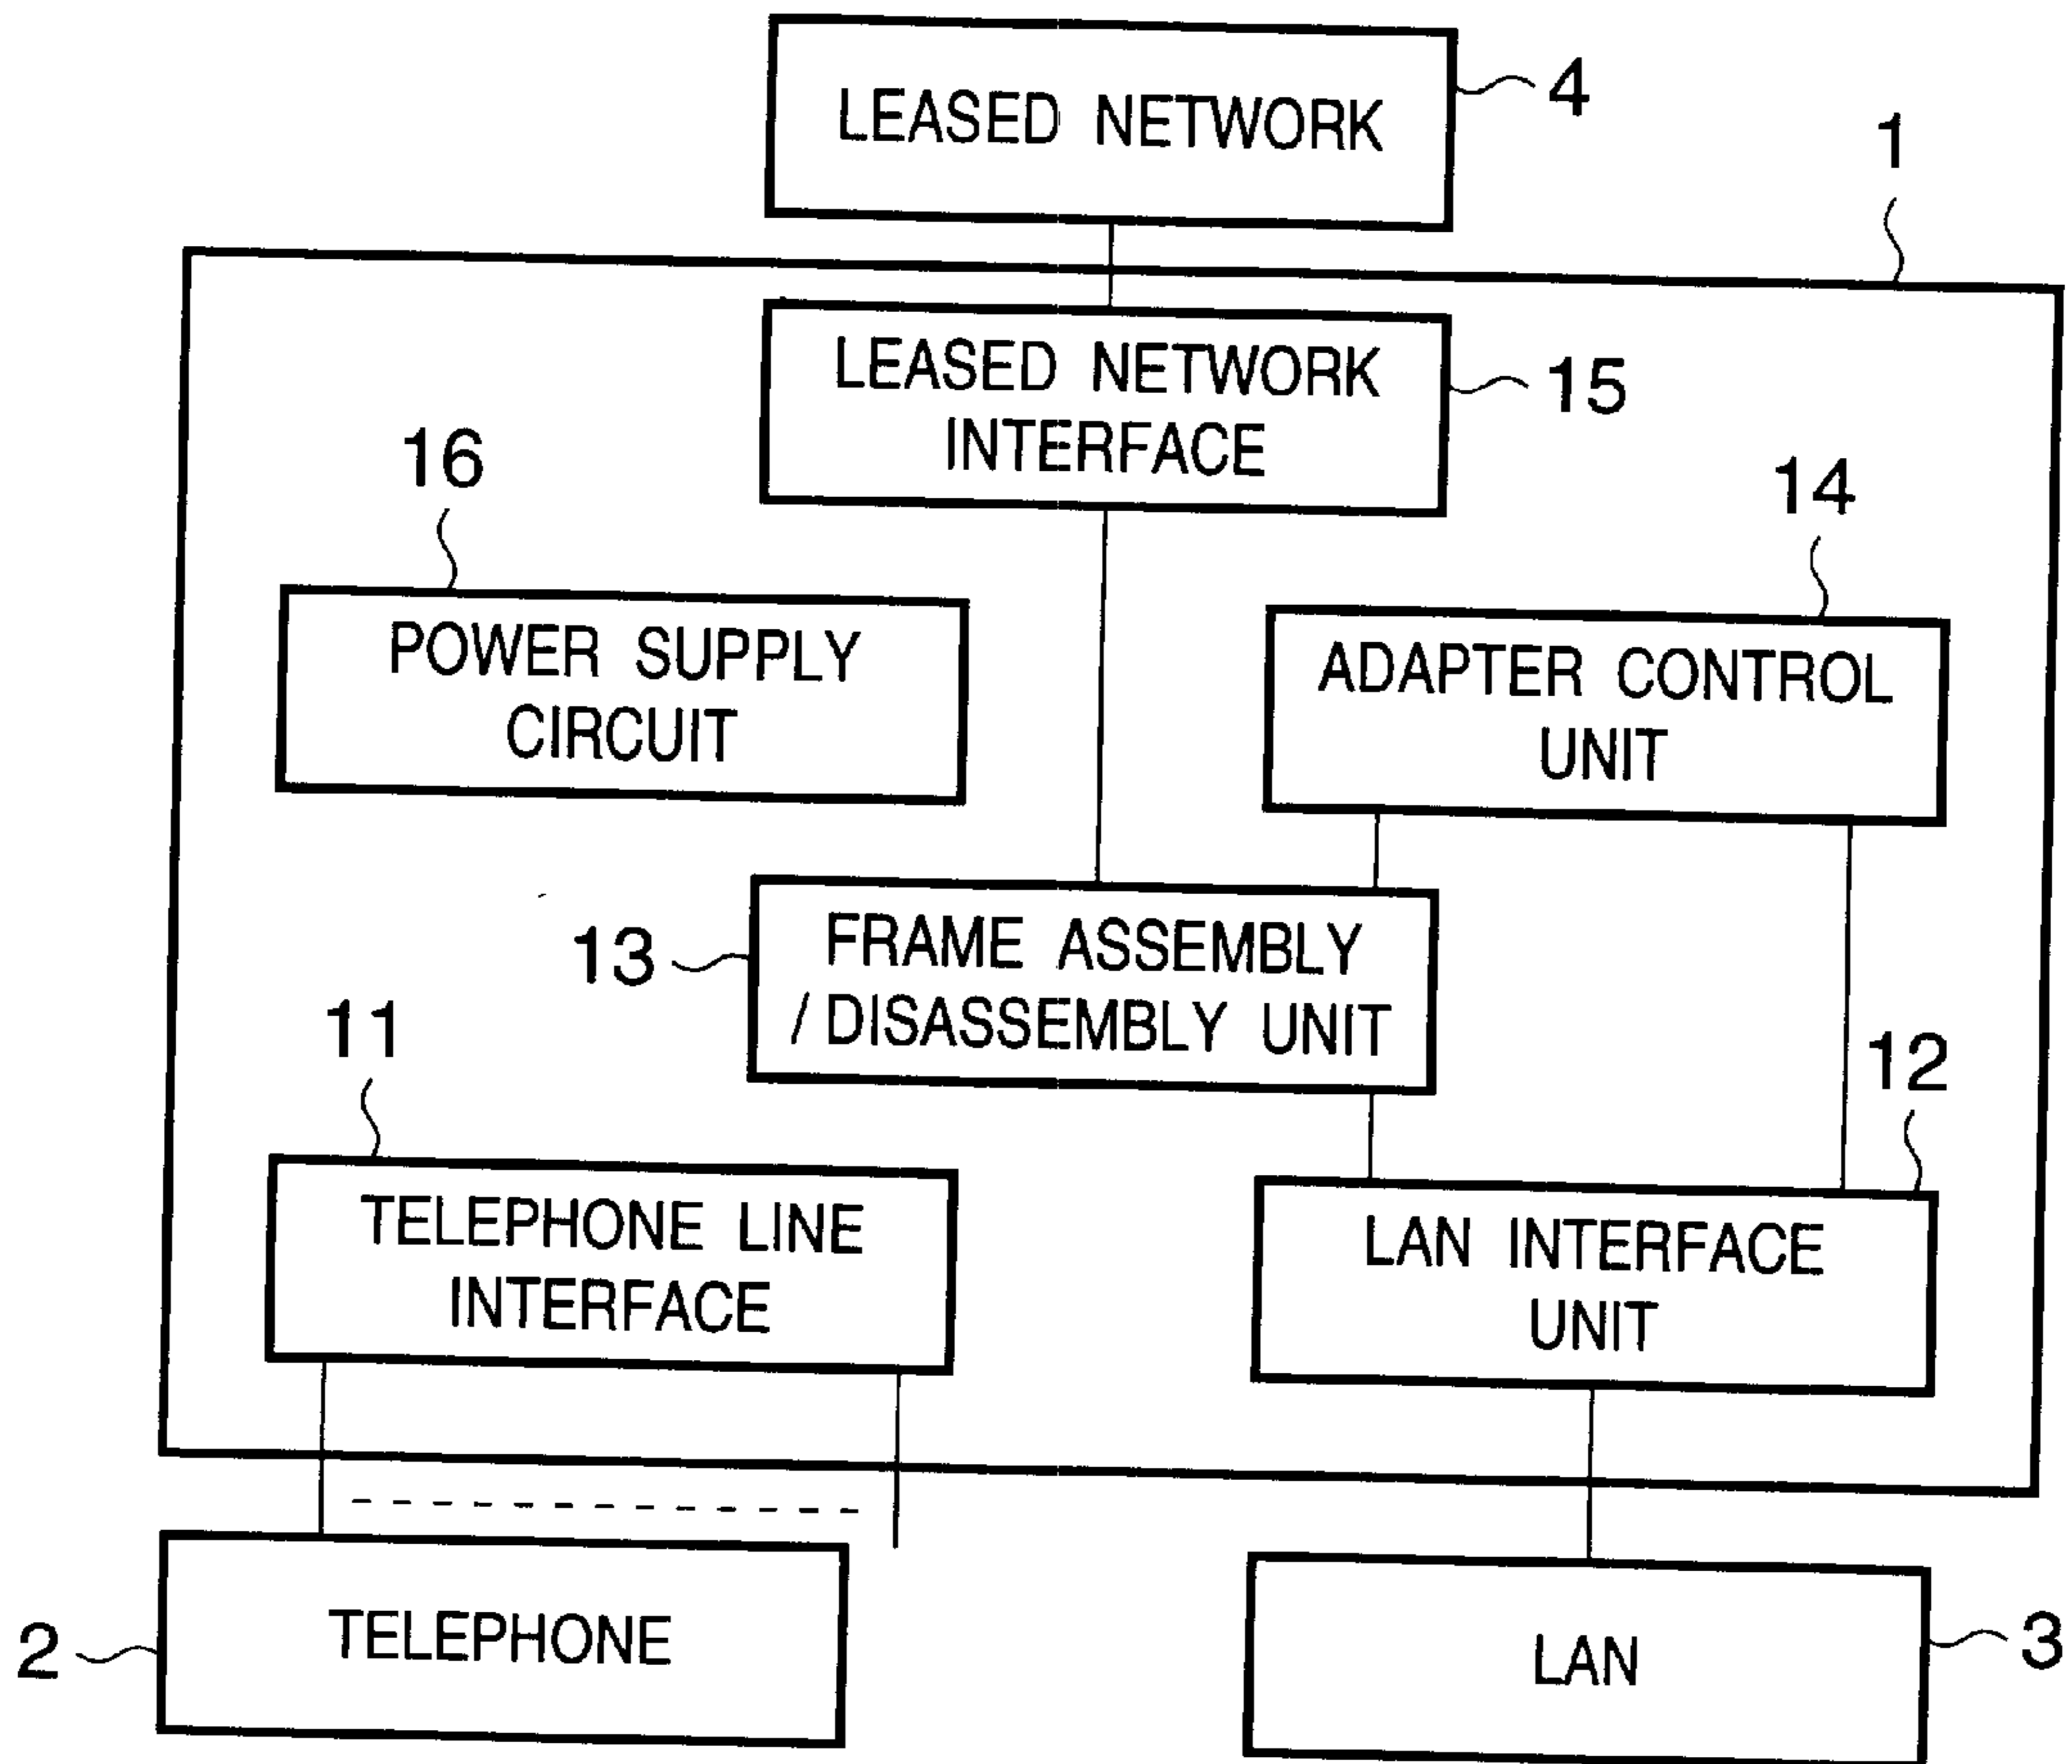 LEASED NETWORK
4
1
LEASED NETWORK
INTERFACE
15
16
14
POWER SUPPLY
CIRCUIT
ADAPTER CONTROL
UNIT
13
FRAME ASSEMBLY
/ DISASSEMBLY UNIT
11
12
TELEPHONE LINE
INTERFACE
LAN INTERFACE
UNIT
2
TELEPHONE
LAN
3